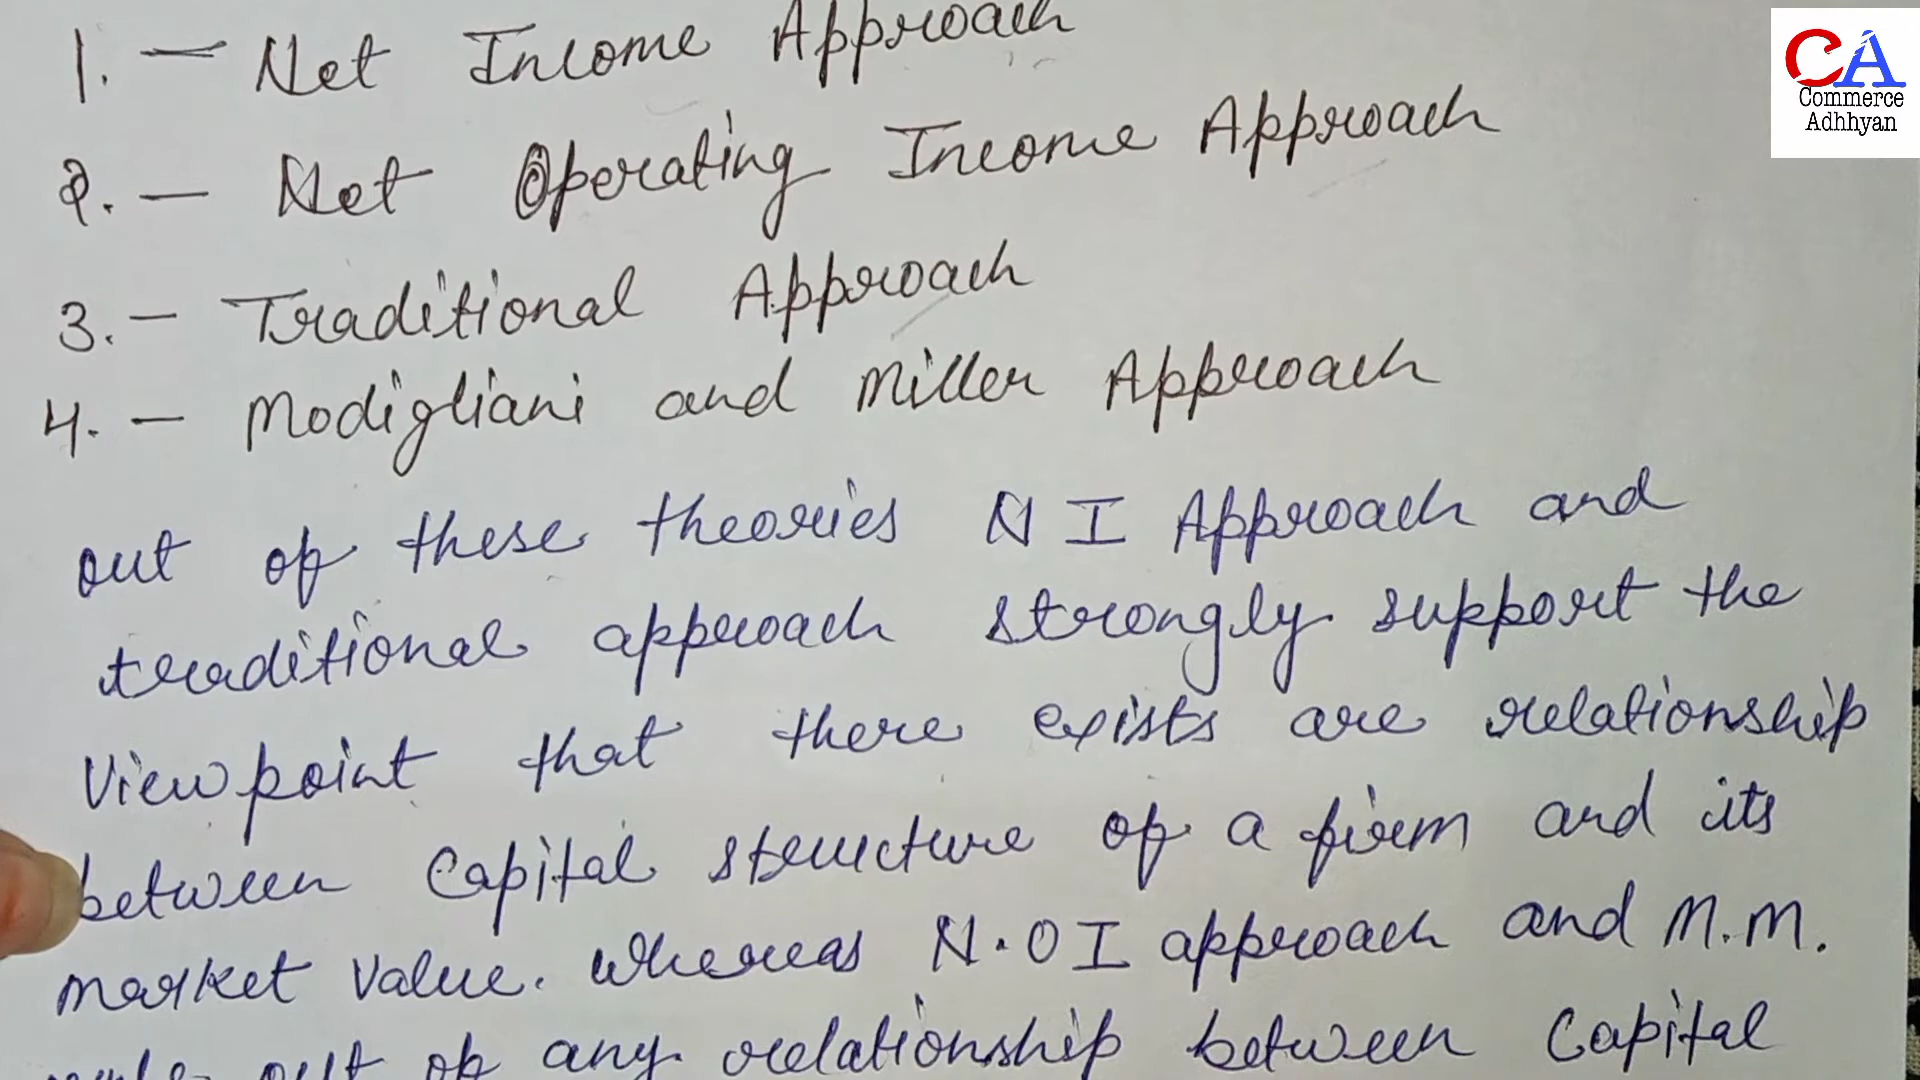 1. — Net Income Approach
CA
Commerce
Adhhyan
2. — Net Operating Income Approach
3. — Traditional Approach
4. — Modigliani and Miller Approach
out of these theories N I Approach and
traditional approach strongly support the
Viewpoint that there exists are relationship
between Capital structure of a firm and its
market value. whereas N.O I approach and M.M.
out of any relationship between Capital